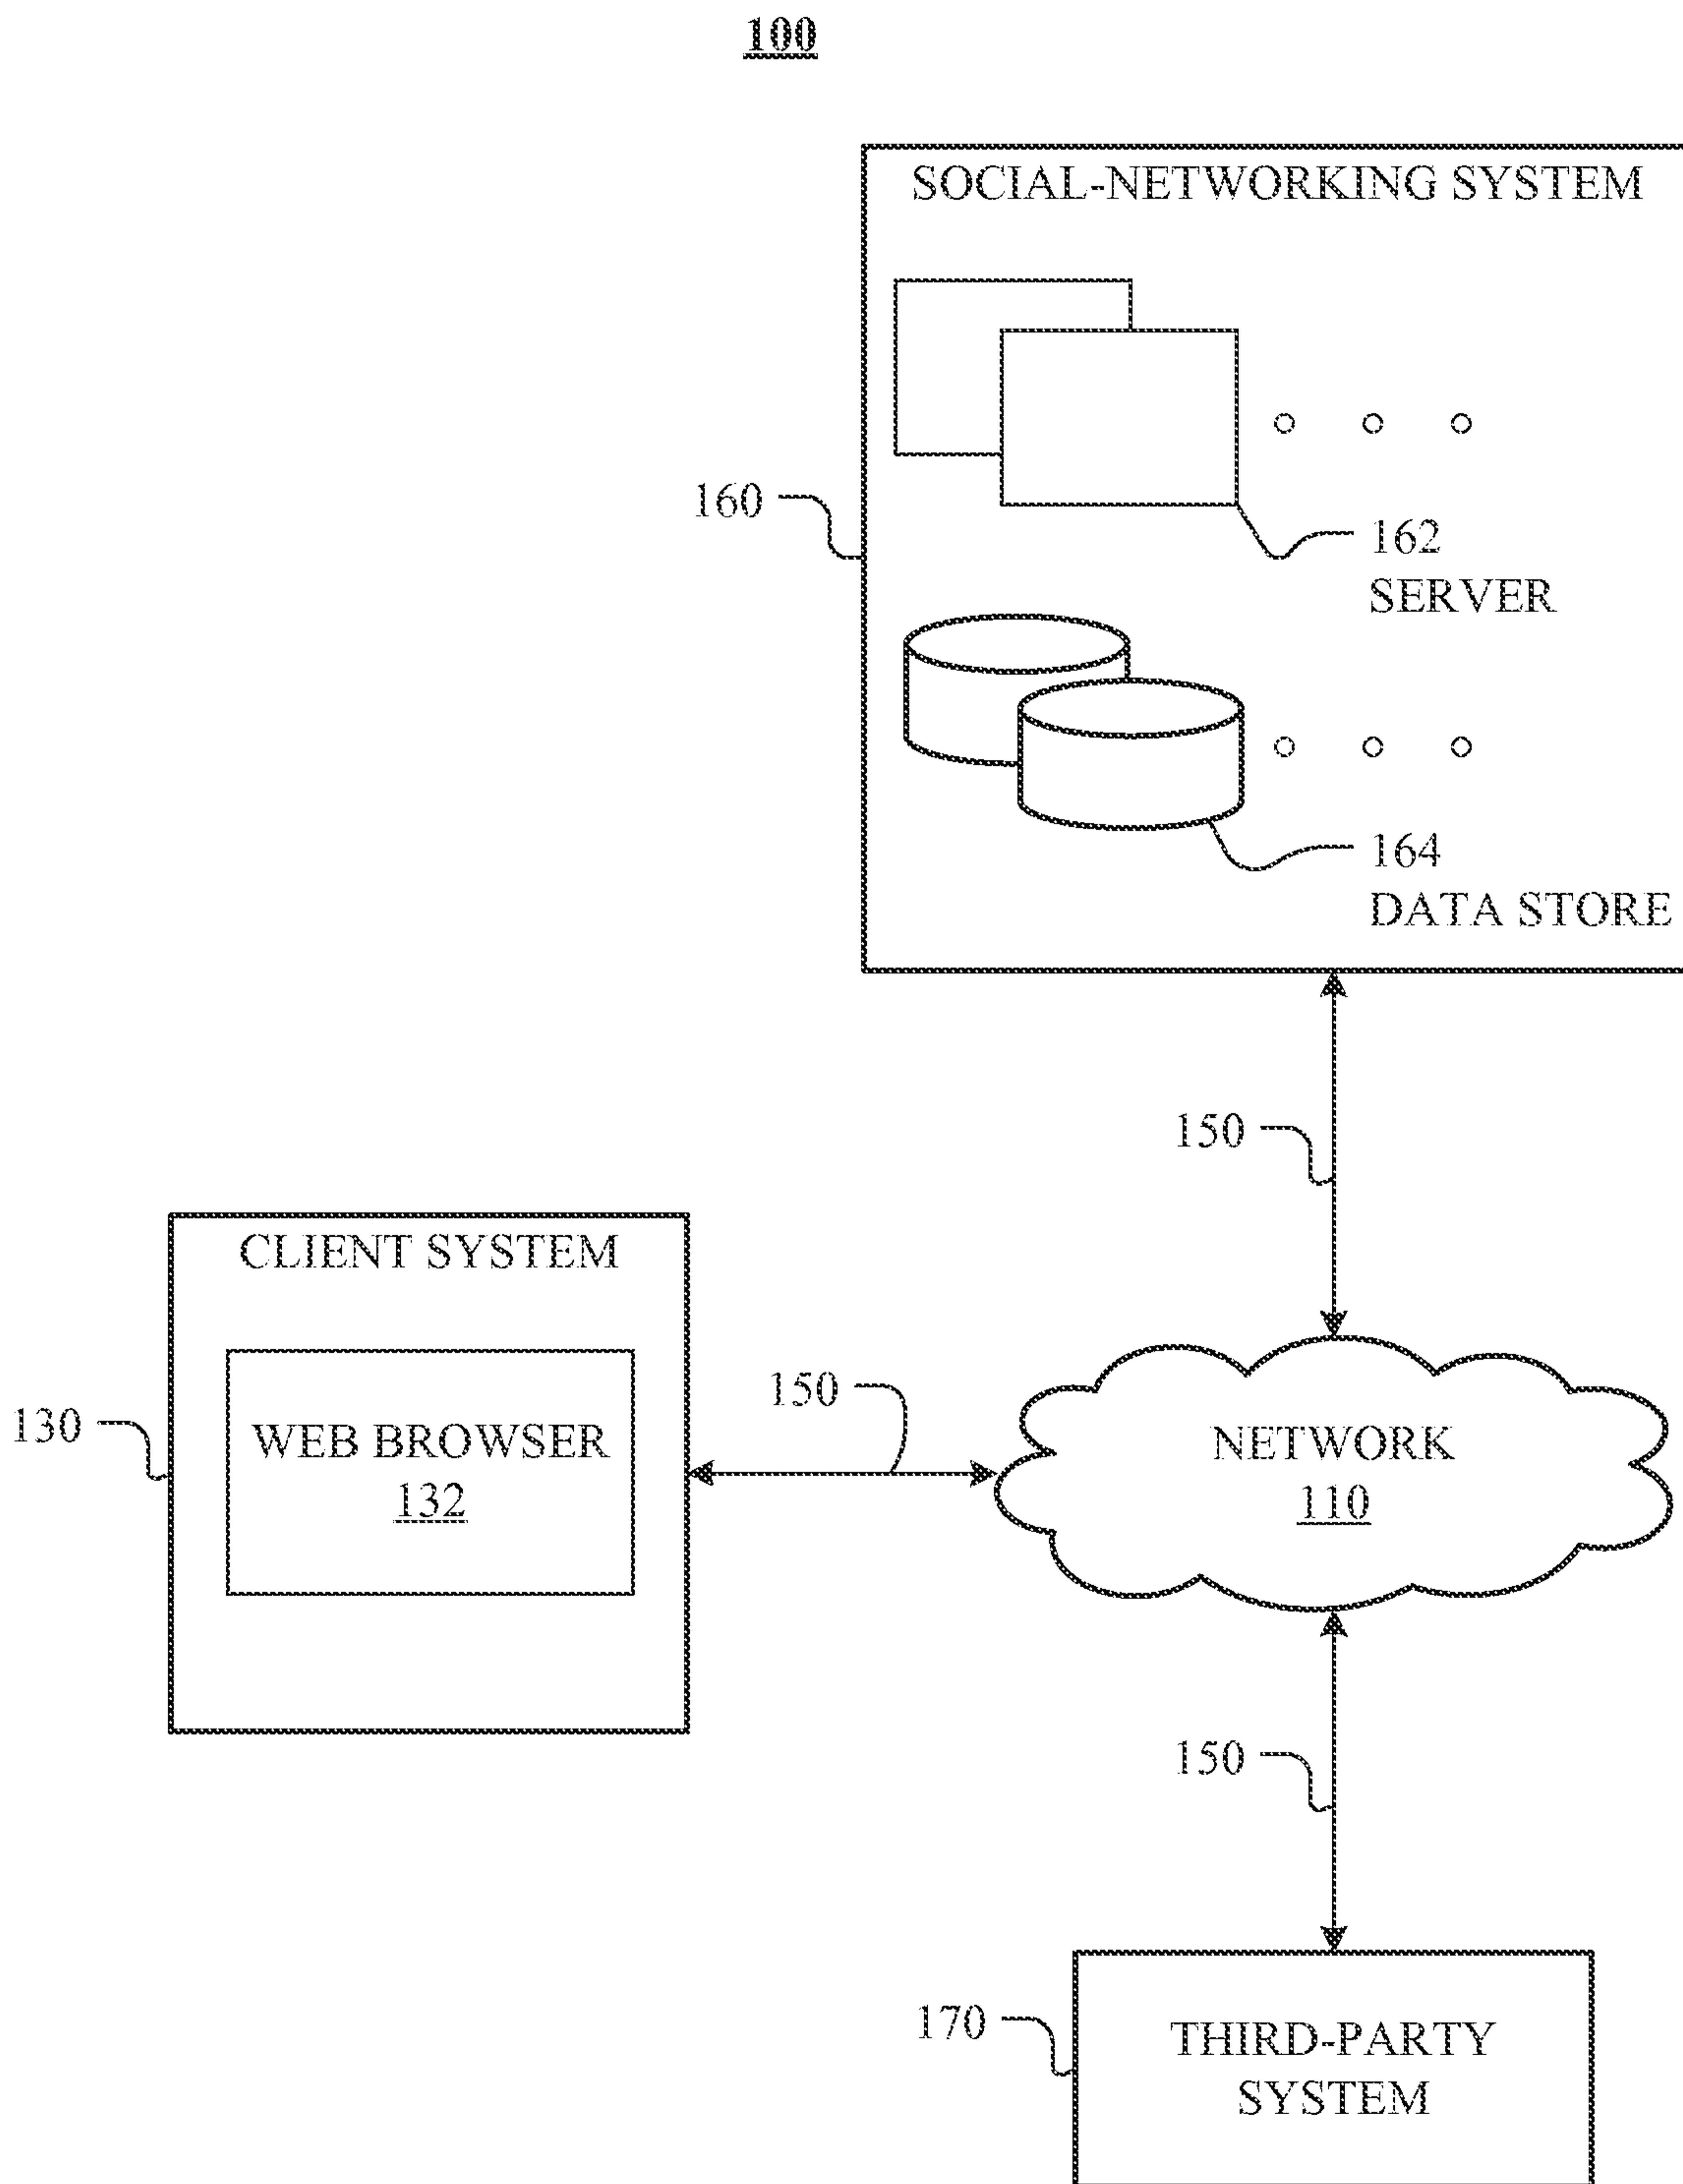 100
SOCIAL-NETWORKING SYSTEM
160
162
SERVER
164
DATA STORE
150
CLIENT SYSTEM
130
WEB BROWSER
132
150
NETWORK
110
150
170
THIRD-PARTY
SYSTEM